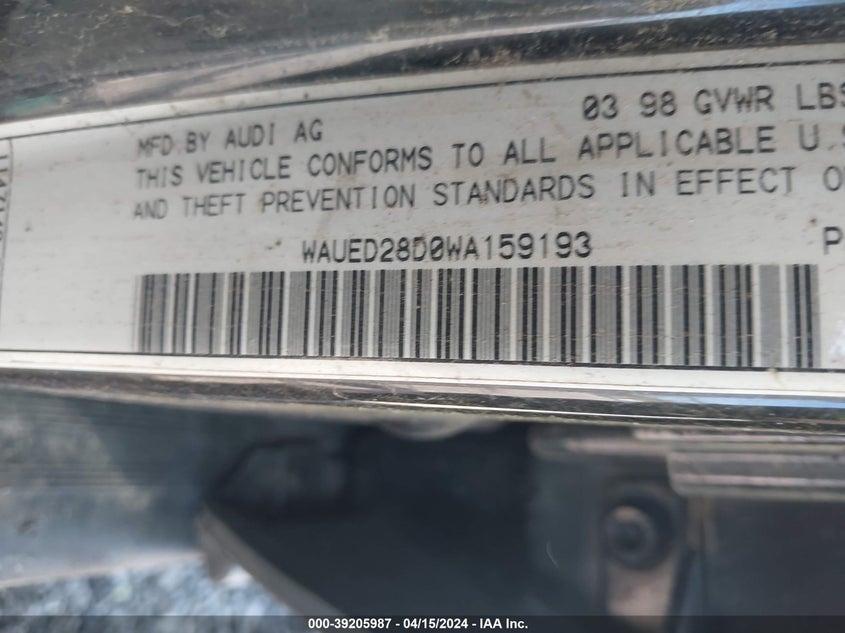 03 98 GVWR LBS
MFD.BY AUDI AG
THIS VEHICLE CONFORMS TO ALL APPLICABLE U.S
AND THEFT PREVENTION STANDARDS IN EFFECT O
WAUED28D0WA159193
P
000-39205987 - 04/15/2024 - IAA Inc.